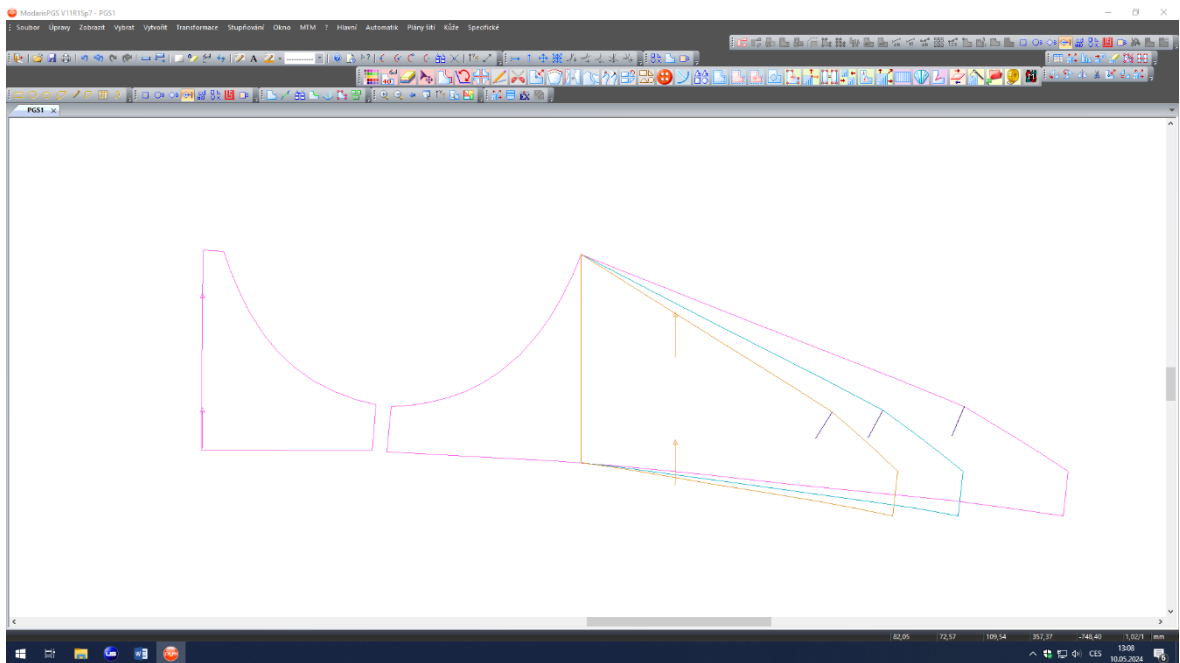 ModarisPGS V11R1Sp7 - PGS1
Soubor Úpravy Zobrazit Vybrat Vytvořit Transformace Stupňování Okno MTM ? Hlavní Automatik Plány šití Kůže Specifické
PGS1 x
82,05 72,57 109,54 357,37 -748,40 1,02/1 mm
CES
13:08
10.05.2024